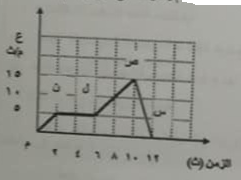 ع
م/ث
١٥
١٠
٥
ص
ن
ل
س
م ٢ ٤ ٦ ٨ ١٠ ١٢
الزمن (ث)